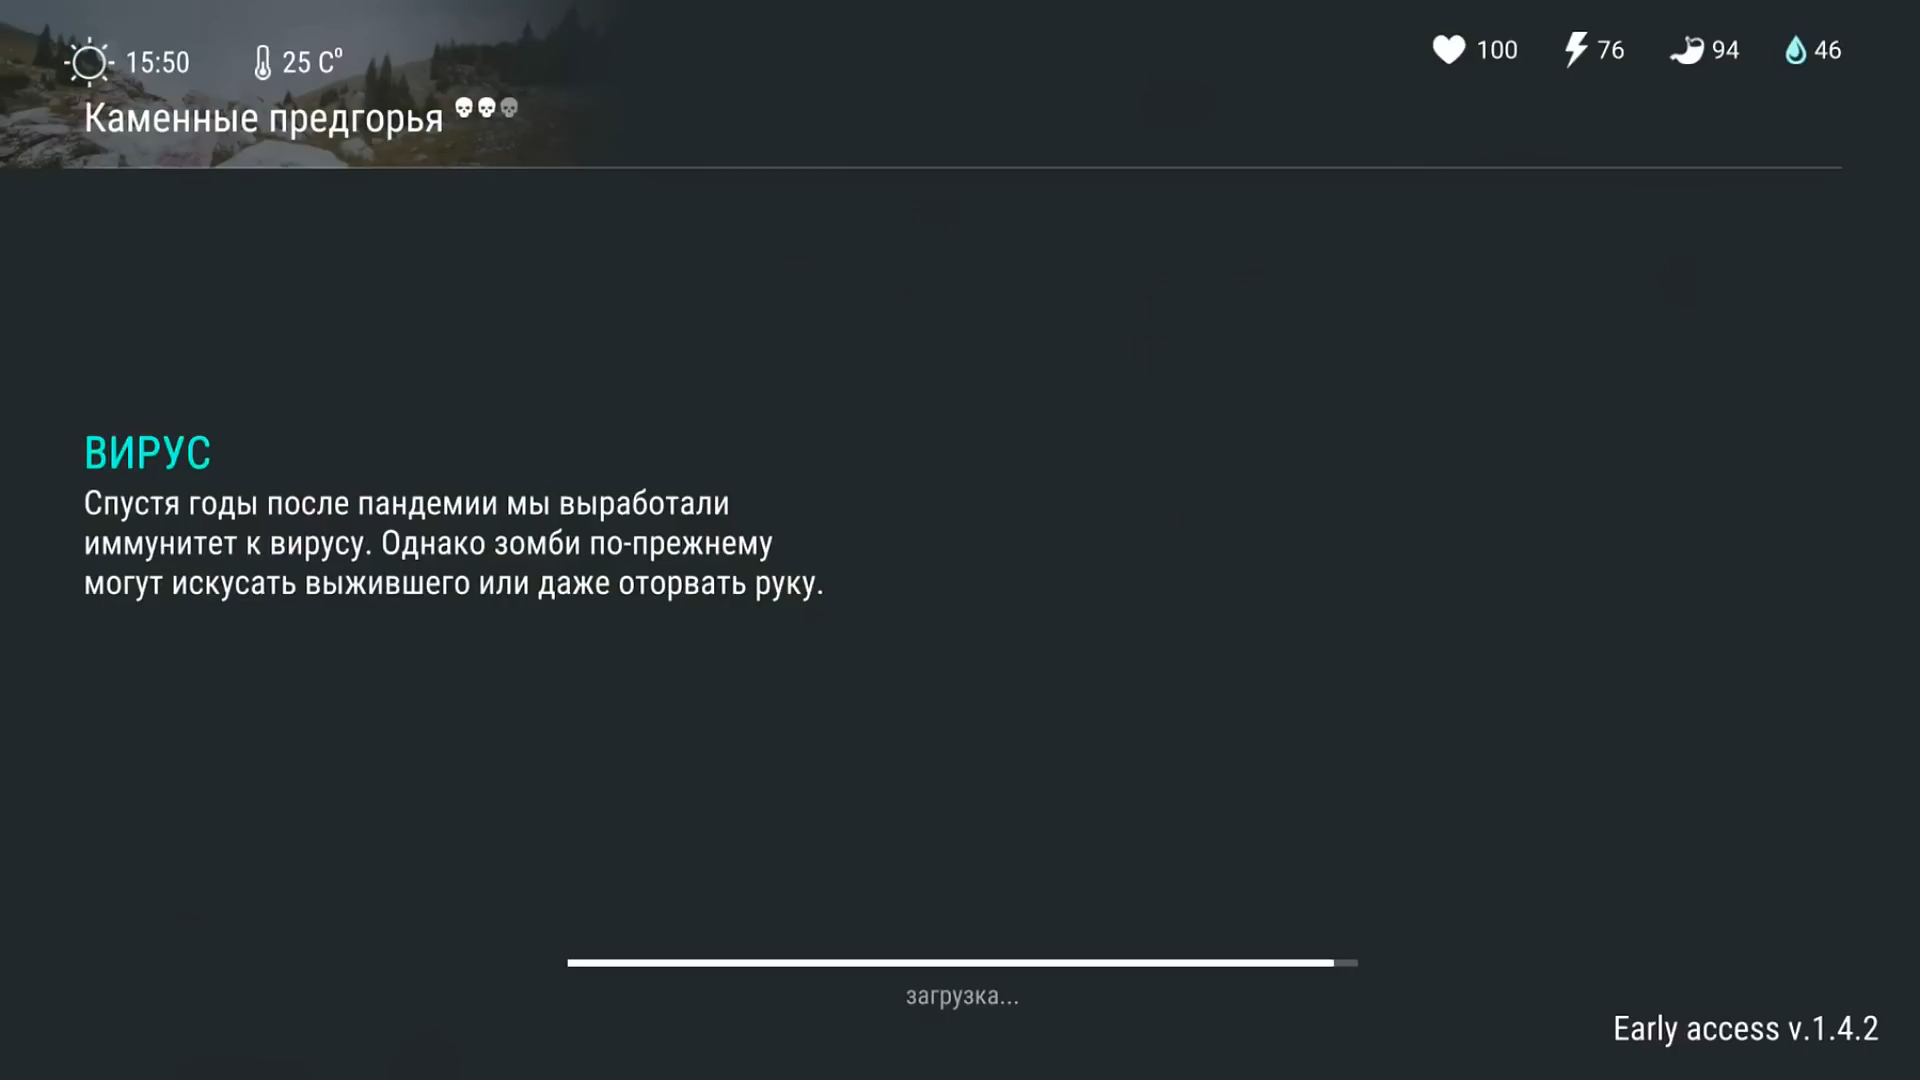 15:50
25 C⁰
100
76
94
46
Каменные предгорья
ВИРУС
Спустя годы после пандемии мы выработали
иммунитет к вирусу. Однако зомби по-прежнему
могут искусать выжившего или даже оторвать руку.
загрузка...
Early access v.1.4.2